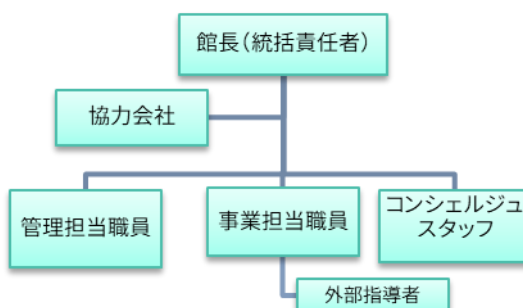 館長（統括責任者）
協力会社
管理担当職員
事業担当職員
コンシェルジュ
スタッフ
外部指導者